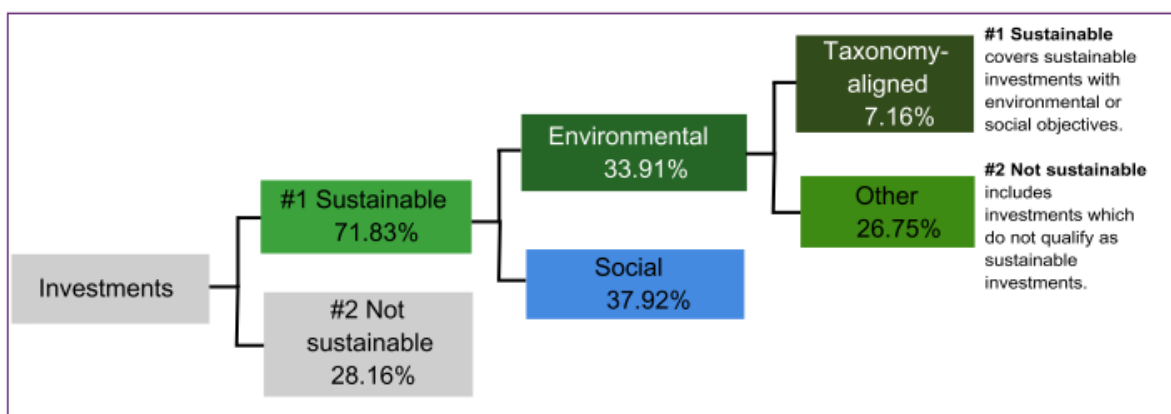 Investments
#1 Sustainable
71.83%
#2 Not
sustainable
28.16%
Environmental
33.91%
Social
37.92%
Taxonomy-
aligned
7.16%
Other
26.75%
#1 Sustainable
covers sustainable
investments with
environmental or
social objectives.
#2 Not sustainable
includes
investments which
do not qualify as
sustainable
investments.